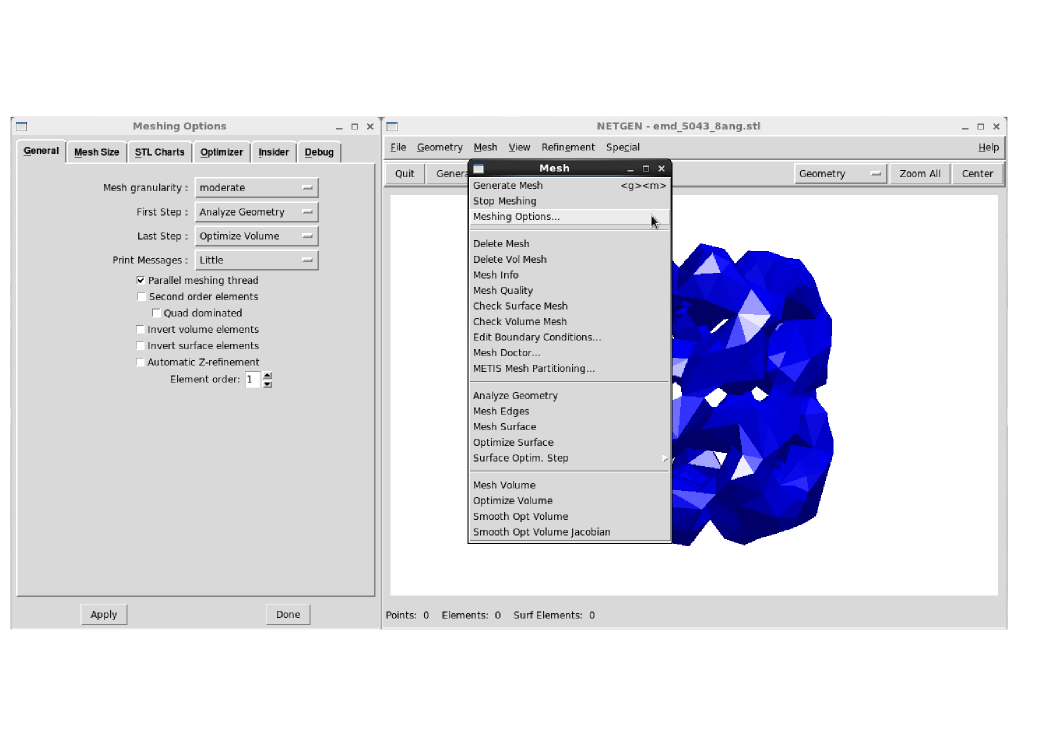 Meshing Options
General Mesh Size STL Charts Optimizer Insider Debug
Mesh granularity : moderate
First Step : Analyze Geometry
Last Step : Optimize Volume
Print Messages : Little
Parallel meshing thread
Second order elements
Quad dominated
Invert volume elements
Invert surface elements
Automatic Z-refinement
Element order: 1
Apply Done
NETGEN - emd_5043_8ang.stl
File Geometry Mesh View Refinement Special Help
Quit Genera Geometry Zoom All Center
Mesh
Generate Mesh <g><m>
Stop Meshing
Meshing Options...
Delete Mesh
Delete Vol Mesh
Mesh Info
Mesh Quality
Check Surface Mesh
Check Volume Mesh
Edit Boundary Conditions...
Mesh Doctor...
METIS Mesh Partitioning...
Analyze Geometry
Mesh Edges
Mesh Surface
Optimize Surface
Surface Optim. Step
Mesh Volume
Optimize Volume
Smooth Opt Volume
Smooth Opt Volume Jacobian
Points: 0 Elements: 0 Surf Elements: 0